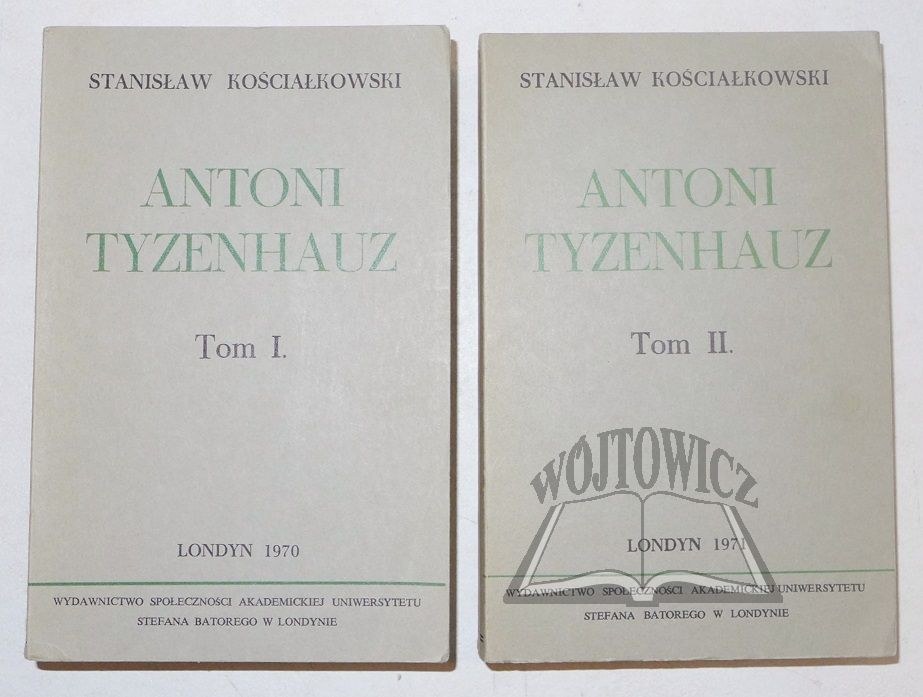 STANISŁAW KOŚCIAŁKOWSKI
ANTONI
TYZENHAUZ
Tom I.
LONDYN 1970
WYDAWNICTWO SPOŁECZNOŚCI AKADEMICKIEJ UNIWERSYTETU
STEFANA BATOREGO W LONDYNIE
STANISŁAW KOŚCIAŁKOWSKI
ANTONI
TYZENHAUZ
Tom II.
WÓJTOWICZ
LONDYN 1971
WYDAWNICTWO SPOŁECZNOŚCI AKADEMICKIEJ UNIWERSYTETU
STEFANA BATOREGO W LONDYNIE